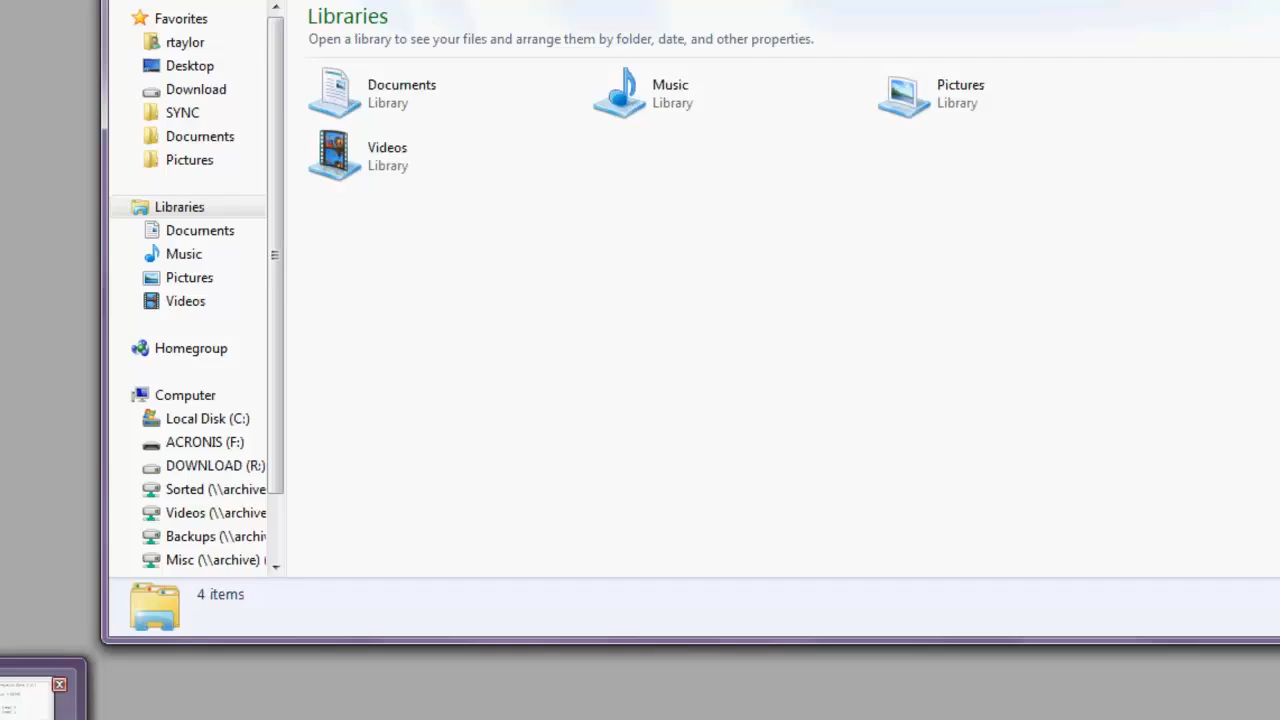 Favorites
rtaylor
Desktop
Download
SYNC
Documents
Pictures
Libraries
Documents
Music
Pictures
Videos
Homegroup
Computer
Local Disk (C:)
ACRONIS (F:)
DOWNLOAD (R:)
Sorted (\\archive
Videos (\\archive
Backups (\\archi
Misc (\\archive) (
Libraries
Open a library to see your files and arrange them by folder, date, and other properties.
Documents
Library
Music
Library
Pictures
Library
Videos
Library
4 items